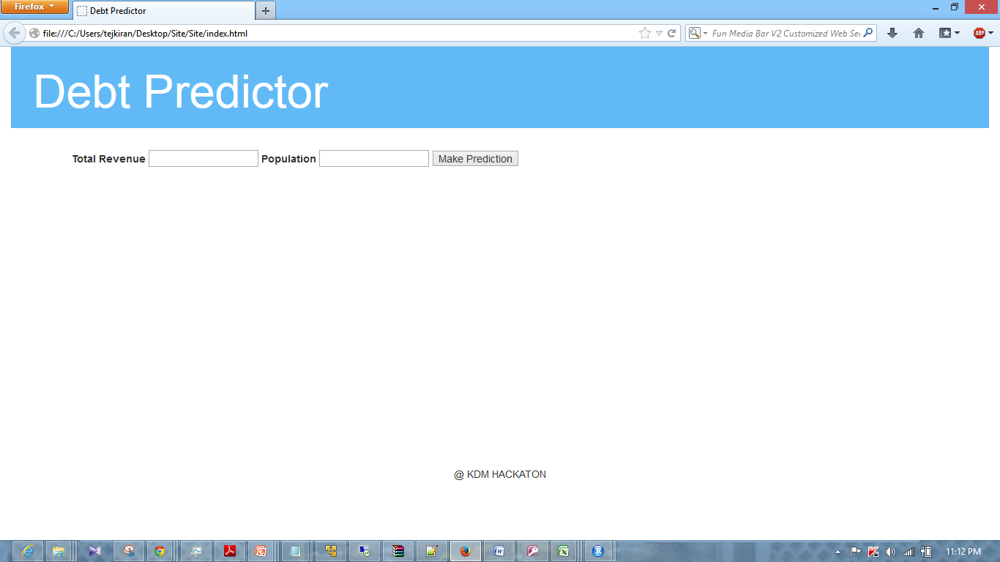 Firefox
Debt Predictor
file:///C:/Users/tejkiran/Desktop/Site/Site/index.html
Fun Media Bar V2 Customized Web Se
ABP
Debt Predictor
Total Revenue
Population
Make Prediction
@ KDM HACKATON
11:12 PM